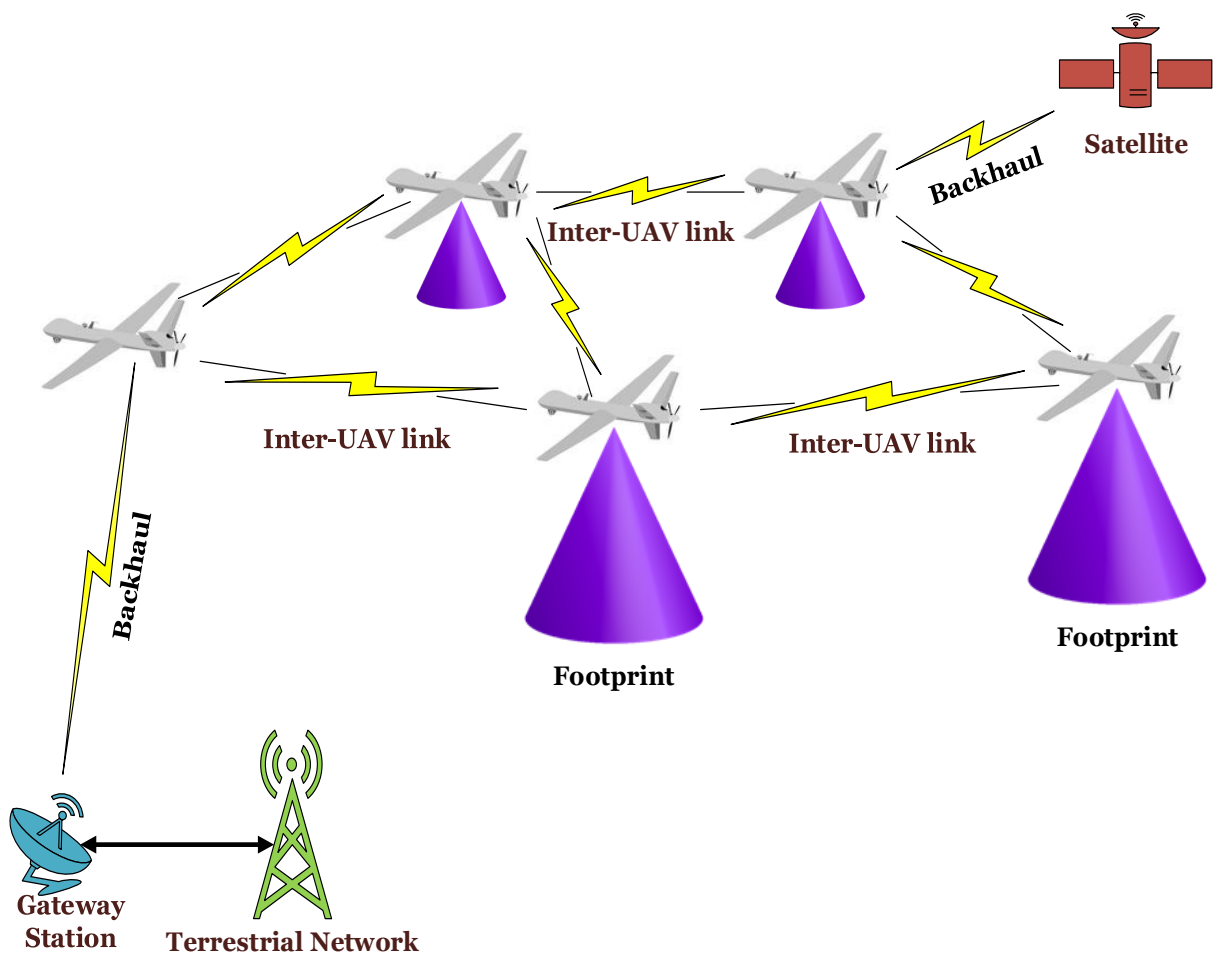 Satellite
Backhaul
Inter-UAV link
Inter-UAV link
Inter-UAV link
Backhaul
Footprint
Footprint
Gateway
Station
Terrestrial Network